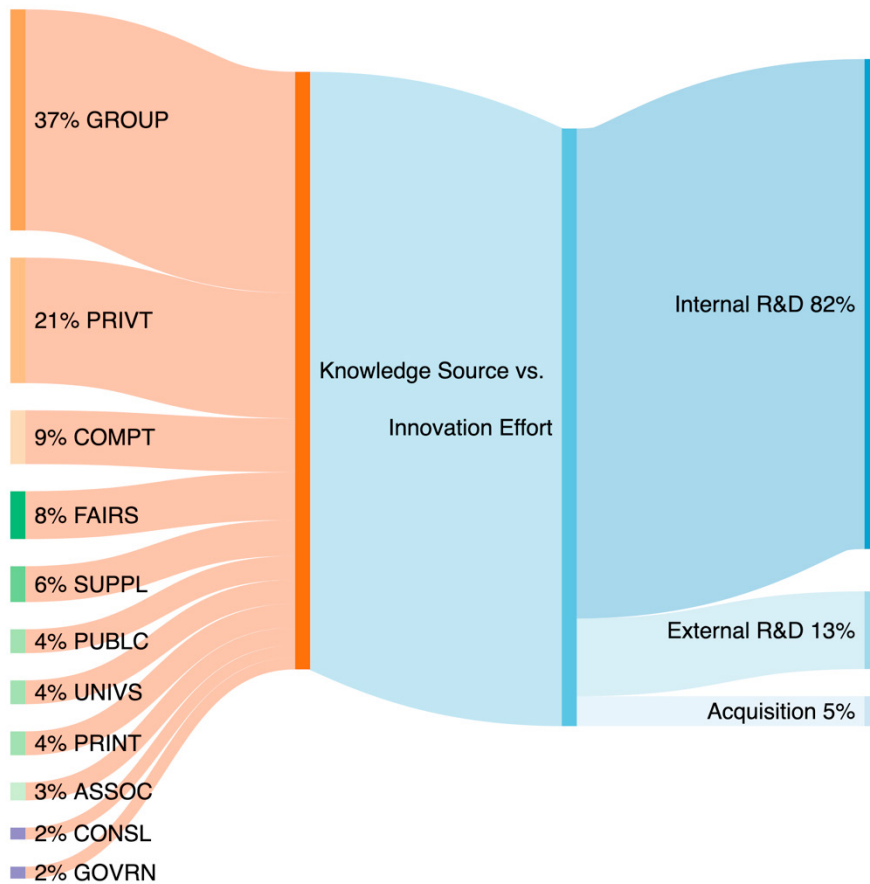 37% GROUP
21% PRIVT
9% COMPT
8% FAIRS
6% SUPPL
4% PUBLC
4% UNIVS
4% PRINT
3% ASSOC
2% CONSL
2% GOVRN
Knowledge Source vs.
Innovation Effort
Internal R&D 82%
External R&D 13%
Acquisition 5%